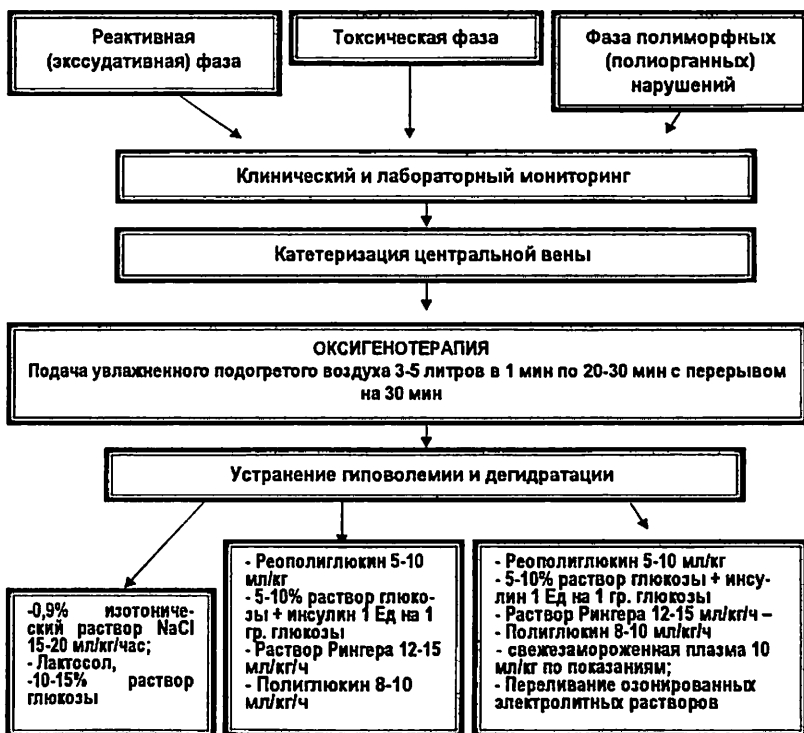 Реактивная
(экссудативная) фаза
Токсическая фаза
Фаза полиморфных
(полиорганных)
нарушений
Клинический и лабораторный мониторинг
Катетеризация центральной вены
ОКСИГЕНОТЕРАПИЯ
Подача увлажненного подогретого воздуха 3-5 литров в 1 мин по 20-30 мин с перерывом
на 30 мин
Устранение гиповолемии и дегидратации
-0,9% изотониче-
ский раствор NaCl
15-20 мл/кг/час;
- Лактосол,
-10-15% раствор
глюкозы
- Реополиглюкин 5-10
мл/кг
- 5-10% раствор глюко-
зы + инсулин 1 Ед на 1
гр. глюкозы
- Раствор Рингера 12-15
мл/кг/ч
- Полиглюкин 8-10
мл/кг/ч
- Реополиглюкин 5-10 мл/кг
- 5-10% раствор глюкозы + инсу-
лин 1 Ед на 1 гр. глюкозы
- Раствор Рингера 12-15 мл/кг/ч –
- Полиглюкин 8-10 мл/кг/ч
- свежезамороженная плазма 10
мл/кг по показаниям;
- Переливание озонированных
электролитных растворов